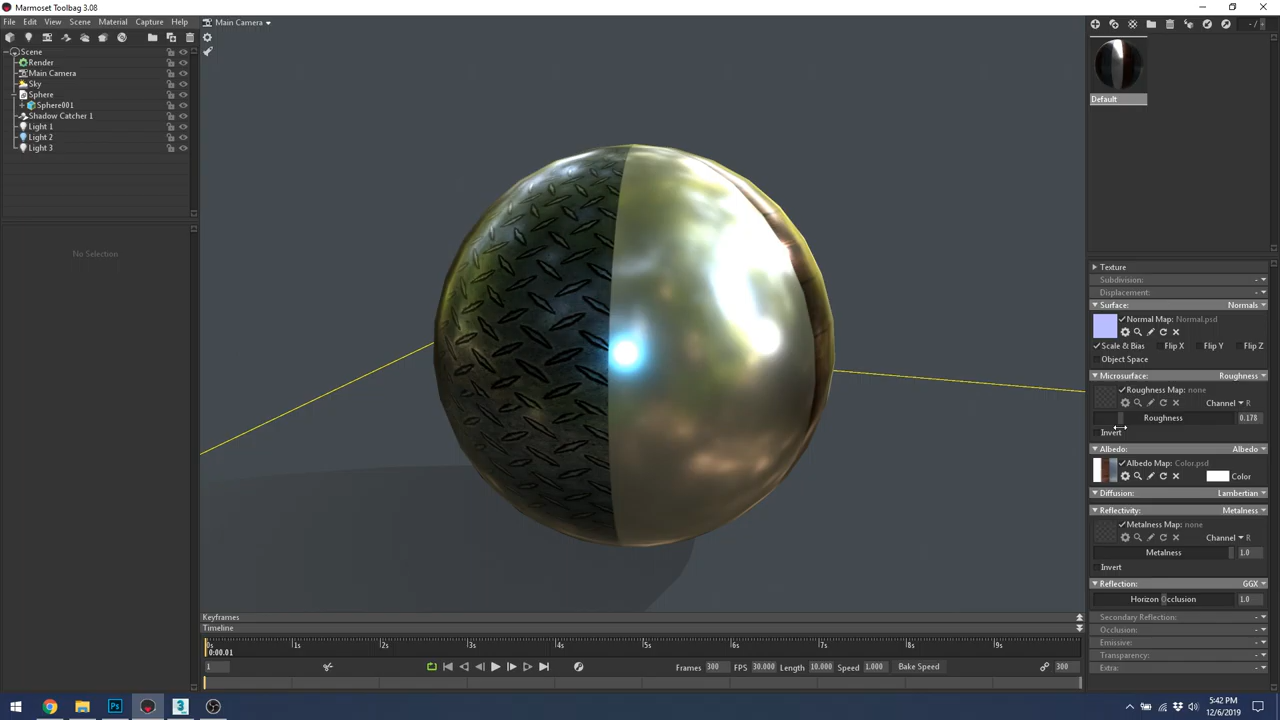 Marmoset Toolbag 3.08
File Edit View Scene Material Capture Help
Main Camera
- /
Scene
Render
Main Camera
Sky
Sphere
Sphere001
Shadow Catcher 1
Light 1
Light 2
Light 3
No Selection
Default
Texture
Subdivision: -
Displacement: -
Surface: Normals
Normal Map: Normal.psd
Scale & Bias Flip X Flip Y Flip Z
Object Space
Microsurface: Roughness
Roughness Map: none
Channel R
Roughness 0.178
Invert
Albedo: Albedo
Albedo Map: Color.psd
Color
Diffusion: Lambertian
Reflectivity: Metalness
Metalness Map: none
Channel R
Metalness 1.0
Invert
Reflection: GGX
Horizon Occlusion 1.0
Secondary Reflection: -
Occlusion: -
Emissive: -
Transparency: -
Extra: -
Keyframes
Timeline
0s 1s 2s 3s 4s 5s 6s 7s 8s 9s
0:00.01
1 Frames 300 FPS 30.000 Length 10.000 Speed 1.000 Bake Speed 300
Ps
3
5:42 PM
12/6/2019